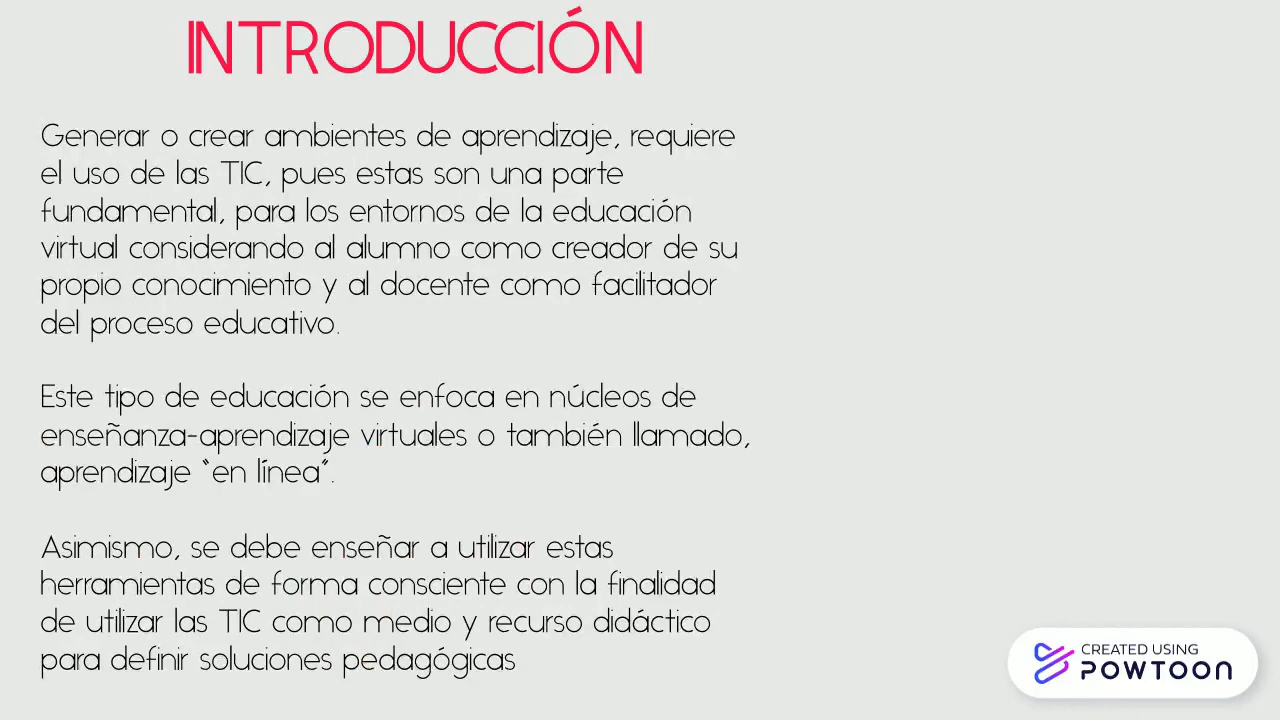 INTRODUCCIÓN
Generar o crear ambientes de aprendizaje, requiere
el uso de las TIC, pues estas son una parte
fundamental, para los entornos de la educación
virtual considerando al alumno como creador de su
propio conocimiento y al docente como facilitador
del proceso educativo.
Este tipo de educación se enfoca en núcleos de
enseñanza-aprendizaje virtuales o también llamado,
aprendizaje “en línea”.
Asimismo, se debe enseñar a utilizar estas
herramientas de forma consciente con la finalidad
de utilizar las TIC como medio y recurso didáctico
para definir soluciones pedagógicas
CREATED USING
POWTOON